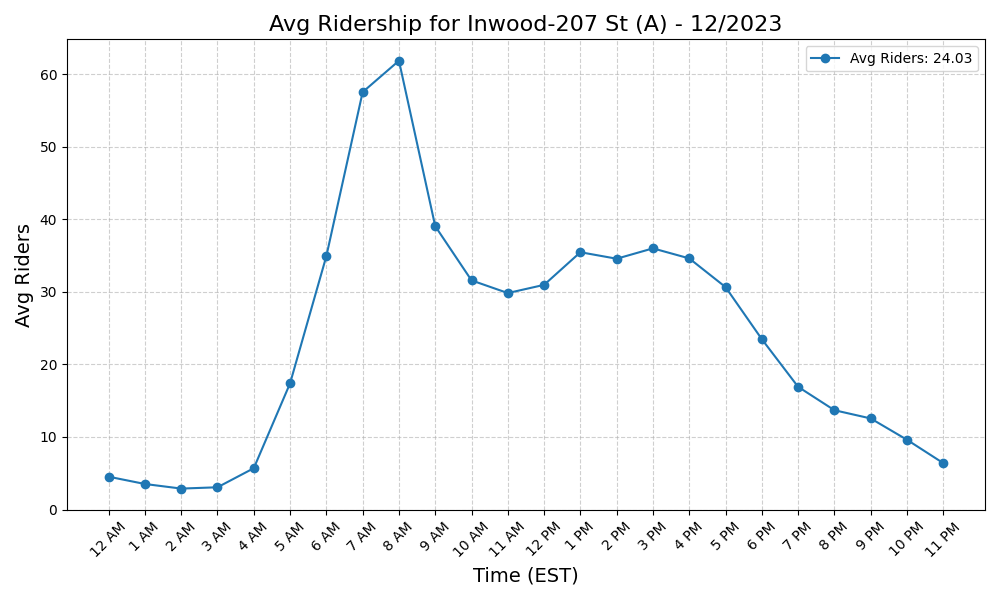 Avg Ridership for Inwood-207 St (A) - 12/2023
Avg Riders: 24.03
Avg Riders
60
50
40
30
20
10
0
12 AM
1 AM
2 AM
3 AM
4 AM
5 AM
6 AM
7 AM
8 AM
9 AM
10 AM
11 AM
12 PM
1 PM
2 PM
3 PM
4 PM
5 PM
6 PM
7 PM
8 PM
9 PM
10 PM
11 PM
Time (EST)